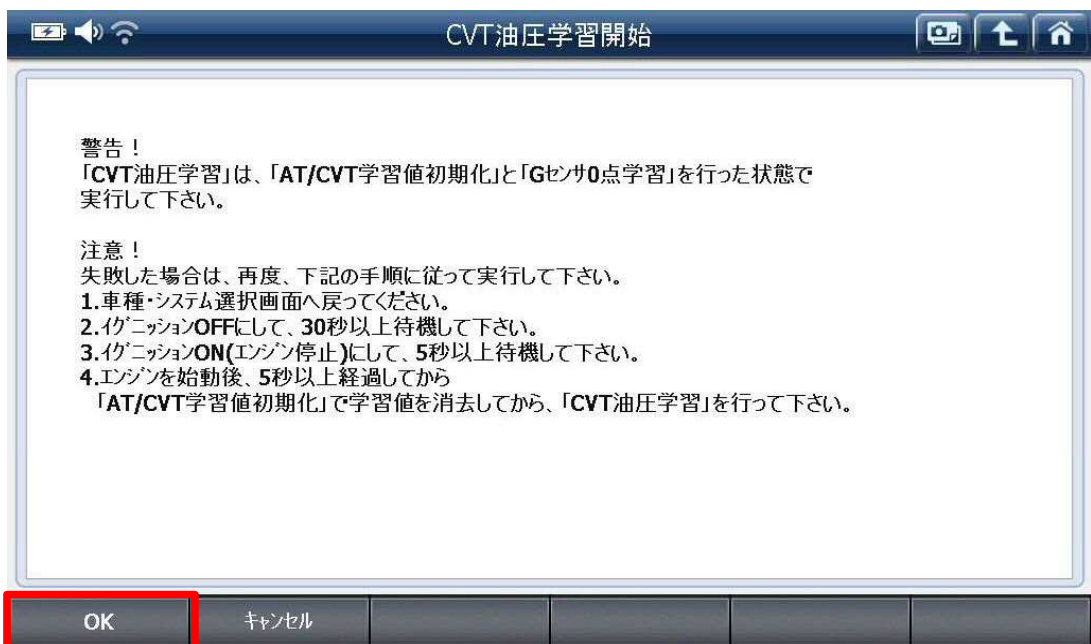 CVT油圧学習開始
警告！
「CVT油圧学習」は、「AT/CVT学習値初期化」と「Gｾﾝｻ0点学習」を行った状態で
実行して下さい。
注意！
失敗した場合は、再度、下記の手順に従って実行して下さい。
1.車種・ｼｽﾃﾑ選択画面へ戻ってください。
2.ｲｸﾞﾆｯｼｮﾝOFFにして、30秒以上待機して下さい。
3.ｲｸﾞﾆｯｼｮﾝON(ｴﾝｼﾞﾝ停止)にして、5秒以上待機して下さい。
4.ｴﾝｼﾞﾝを始動後、5秒以上経過してから
「AT/CVT学習値初期化」で学習値を消去してから、「CVT油圧学習」を行って下さい。
OK ｷｬﾝｾﾙ